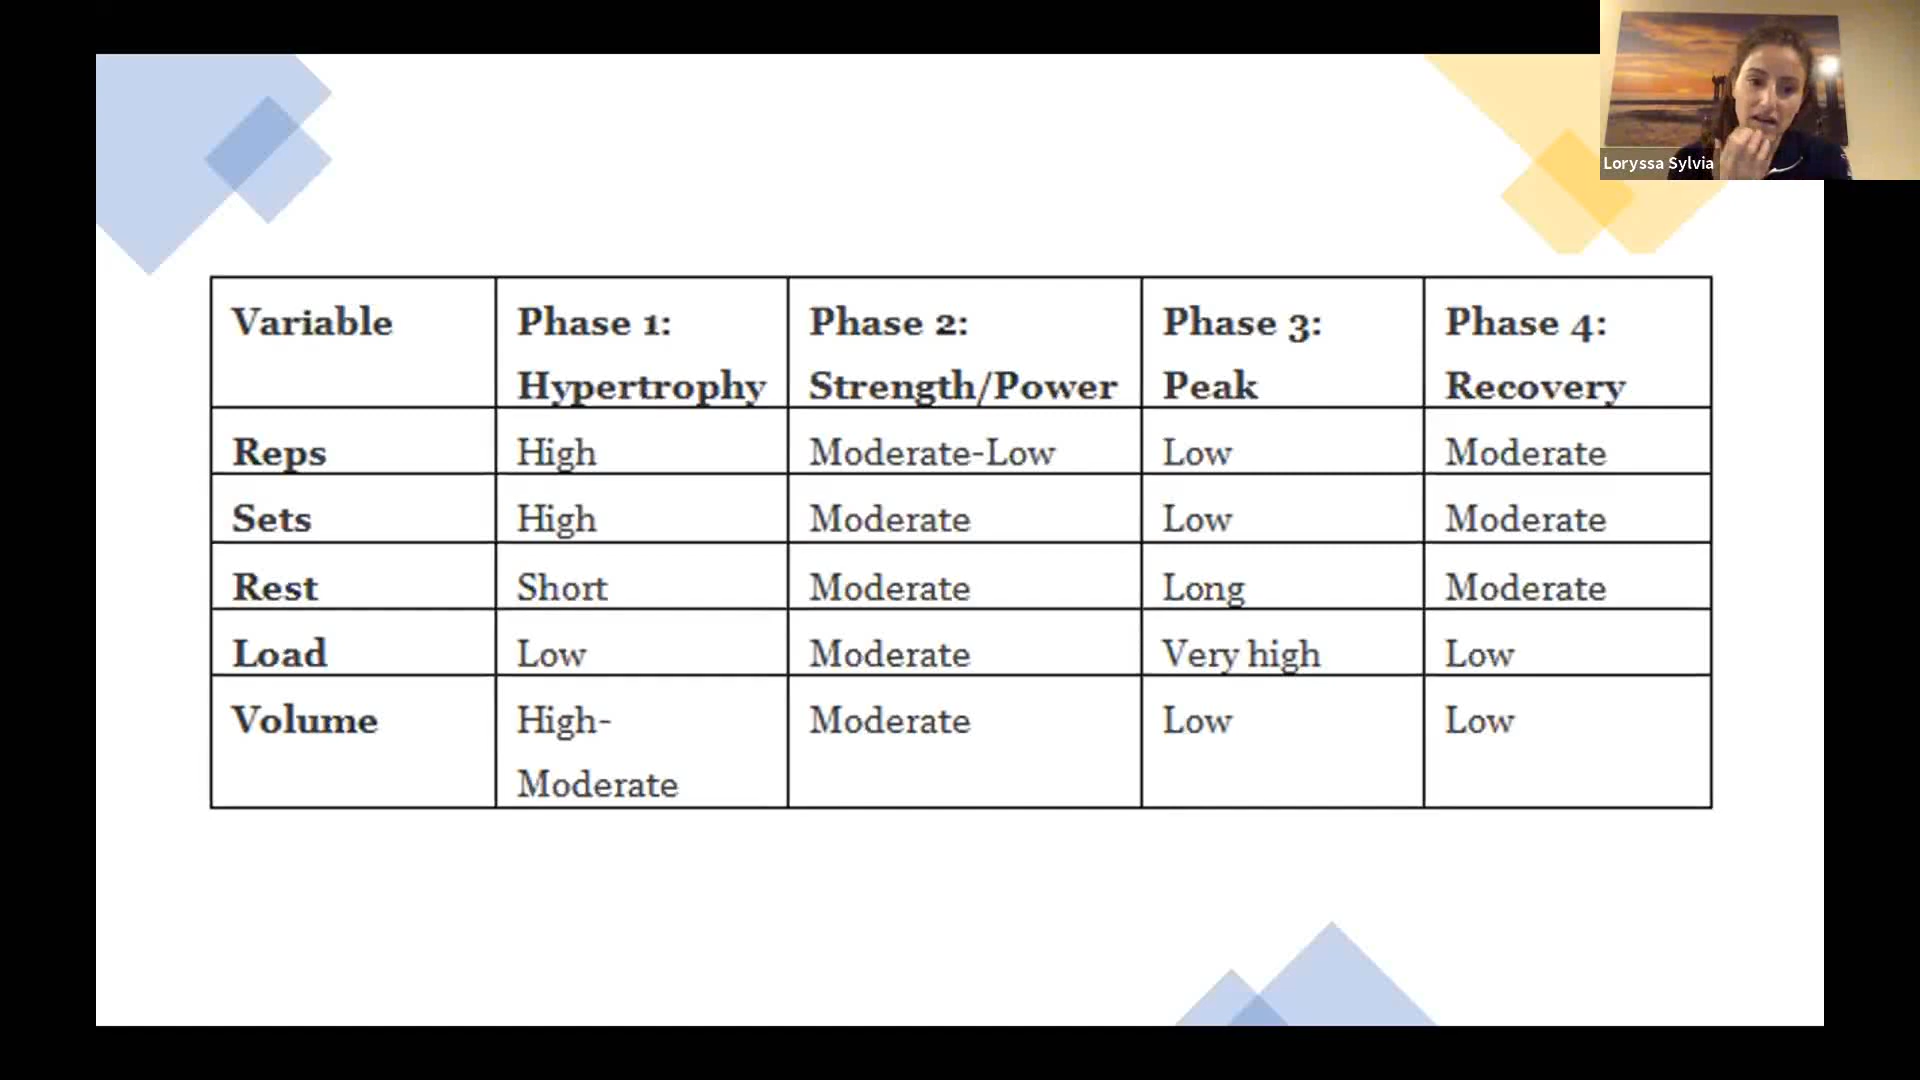 Loryssa Sylvia
Variable Phase 1: Phase 2: Phase 3: Phase 4:
Hypertrophy Strength/Power Peak Recovery
Reps High Moderate-Low Low Moderate
Sets High Moderate Low Moderate
Rest Short Moderate Long Moderate
Load Low Moderate Very high Low
Volume High- Moderate Low Low
Moderate